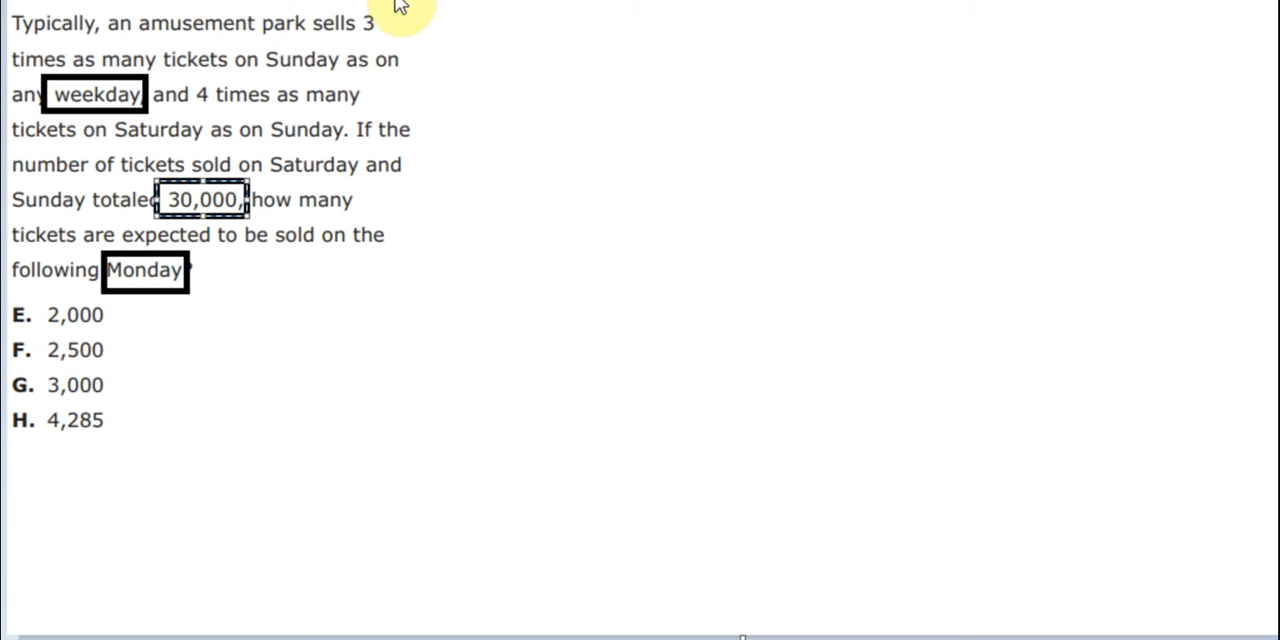 Typically, an amusement park sells 3
times as many tickets on Sunday as on
any weekday, and 4 times as many
tickets on Saturday as on Sunday. If the
number of tickets sold on Saturday and
Sunday totaled 30,000, how many
tickets are expected to be sold on the
following Monday?
E. 2,000
F. 2,500
G. 3,000
H. 4,285